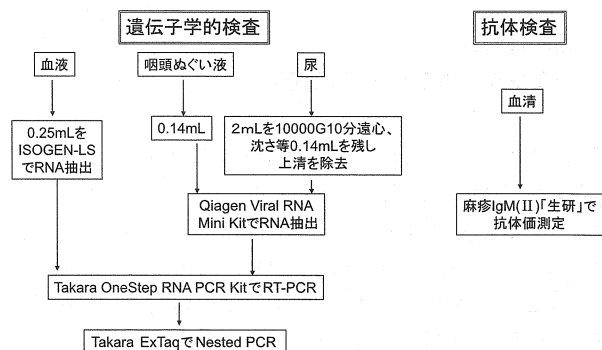 遺伝子学的検査
抗体検査
血液
咽頭ぬぐい液
尿
血清
0.25mLを
ISOGEN-LS
でRNA抽出
0.14mL
2mLを10000G10分遠心、
沈さ等0.14mLを残し
上清を除去
Qiagen Viral RNA
Mini KitでRNA抽出
麻疹IgM(Ⅱ)「生研」で
抗体価測定
Takara OneStep RNA PCR KitでRT-PCR
Takara ExTaqでNested PCR